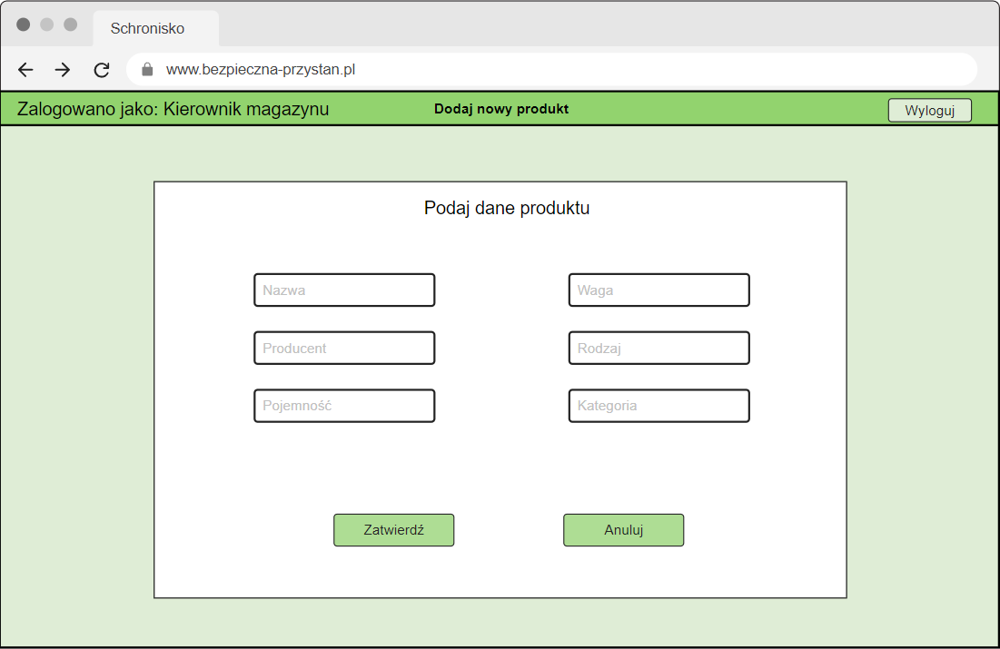 Schronisko
www.bezpieczna-przystan.pl
Zalogowano jako: Kierownik magazynu
Dodaj nowy produkt
Wyloguj
Podaj dane produktu
Nazwa
Waga
Producent
Rodzaj
Pojemność
Kategoria
Zatwierdź
Anuluj